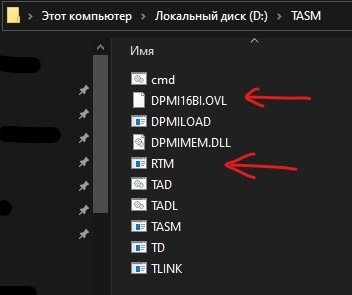 Этот компьютер > Локальный диск (D:) > TASM
Имя
cmd
DPMI16BI.OVL
DPMILOAD
DPMIMEM.DLL
RTM
TAD
TADL
TASM
TD
TLINK